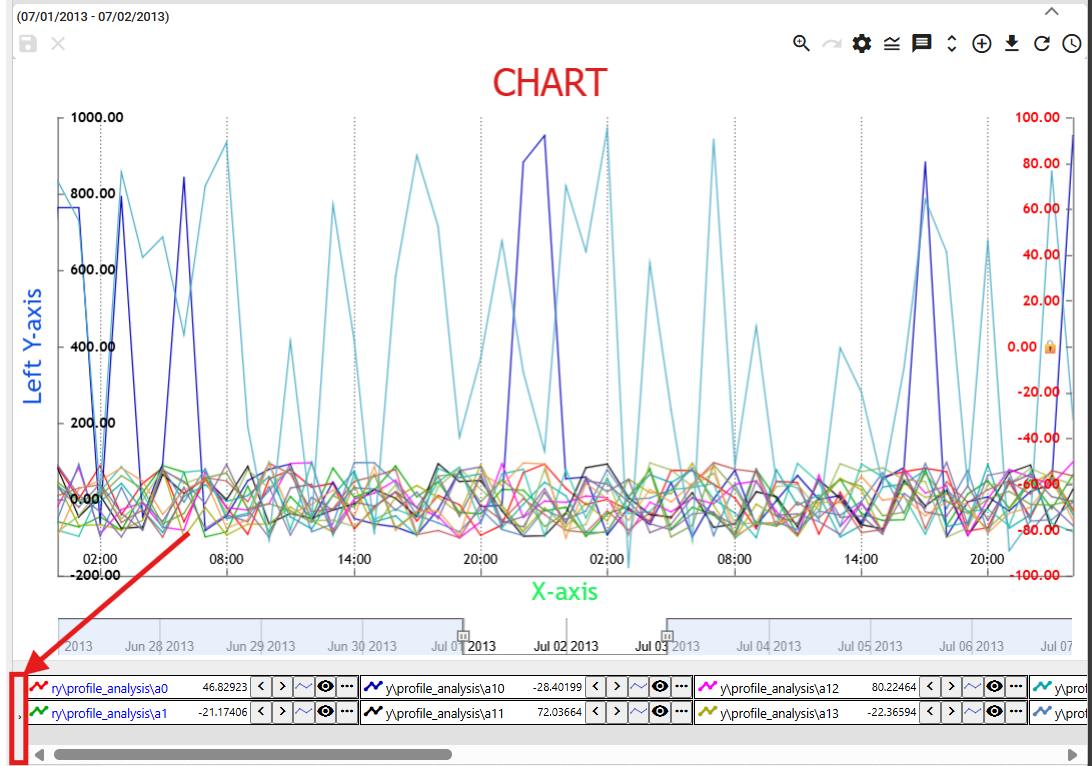 (07/01/2013 - 07/02/2013)
CHART
1000.00
800.00
600.00
400.00
200.00
0.00
-200.00
Left Y-axis
100.00
80.00
60.00
40.00
20.00
0.00
-20.00
-40.00
-60.00
-80.00
-100.00
02:00 08:00 14:00 20:00 02:00 08:00 14:00 20:00
X-axis
2013 Jun 28 2013 Jun 29 2013 Jun 30 2013 Jul 01 2013 Jul 02 2013 Jul 03 2013 Jul 04 2013 Jul 05 2013 Jul 06 2013 Jul 07
ry\profile_analysis\a0 46.82923 < > ... y\profile_analysis\a10 -28.40199 < > ... y\profile_analysis\a12 80.22464 < > ... y\prof
ry\profile_analysis\a1 -21.17406 < > ... y\profile_analysis\a11 72.03664 < > ... y\profile_analysis\a13 -22.36594 < > ... y\prof